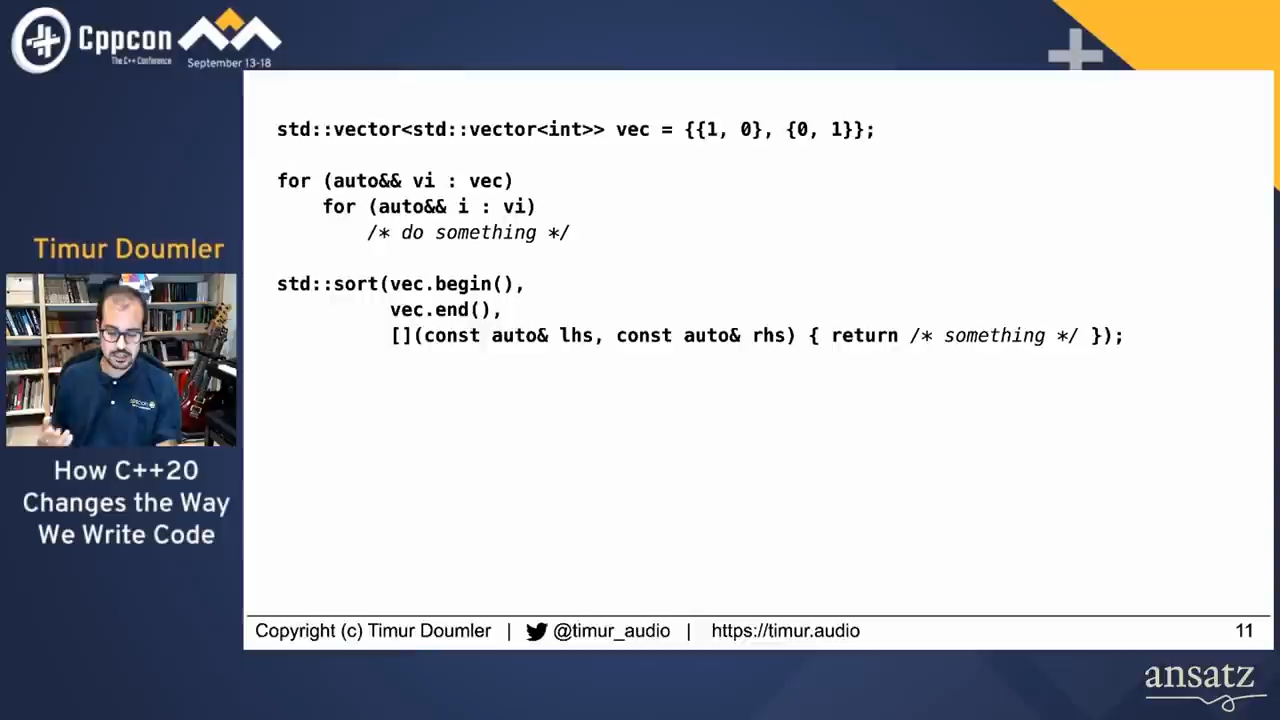 Cppcon
The C++ Conference
September 13-18
std::vector<std::vector<int>> vec = {{1, 0}, {0, 1}};
for (auto&& vi : vec)
for (auto&& i : vi)
/* do something */
std::sort(vec.begin(),
vec.end(),
[](const auto& lhs, const auto& rhs) { return /* something */ });
Timur Doumler
How C++20
Changes the Way
We Write Code
Copyright (c) Timur Doumler | @timur_audio | https://timur.audio 11
ansatz